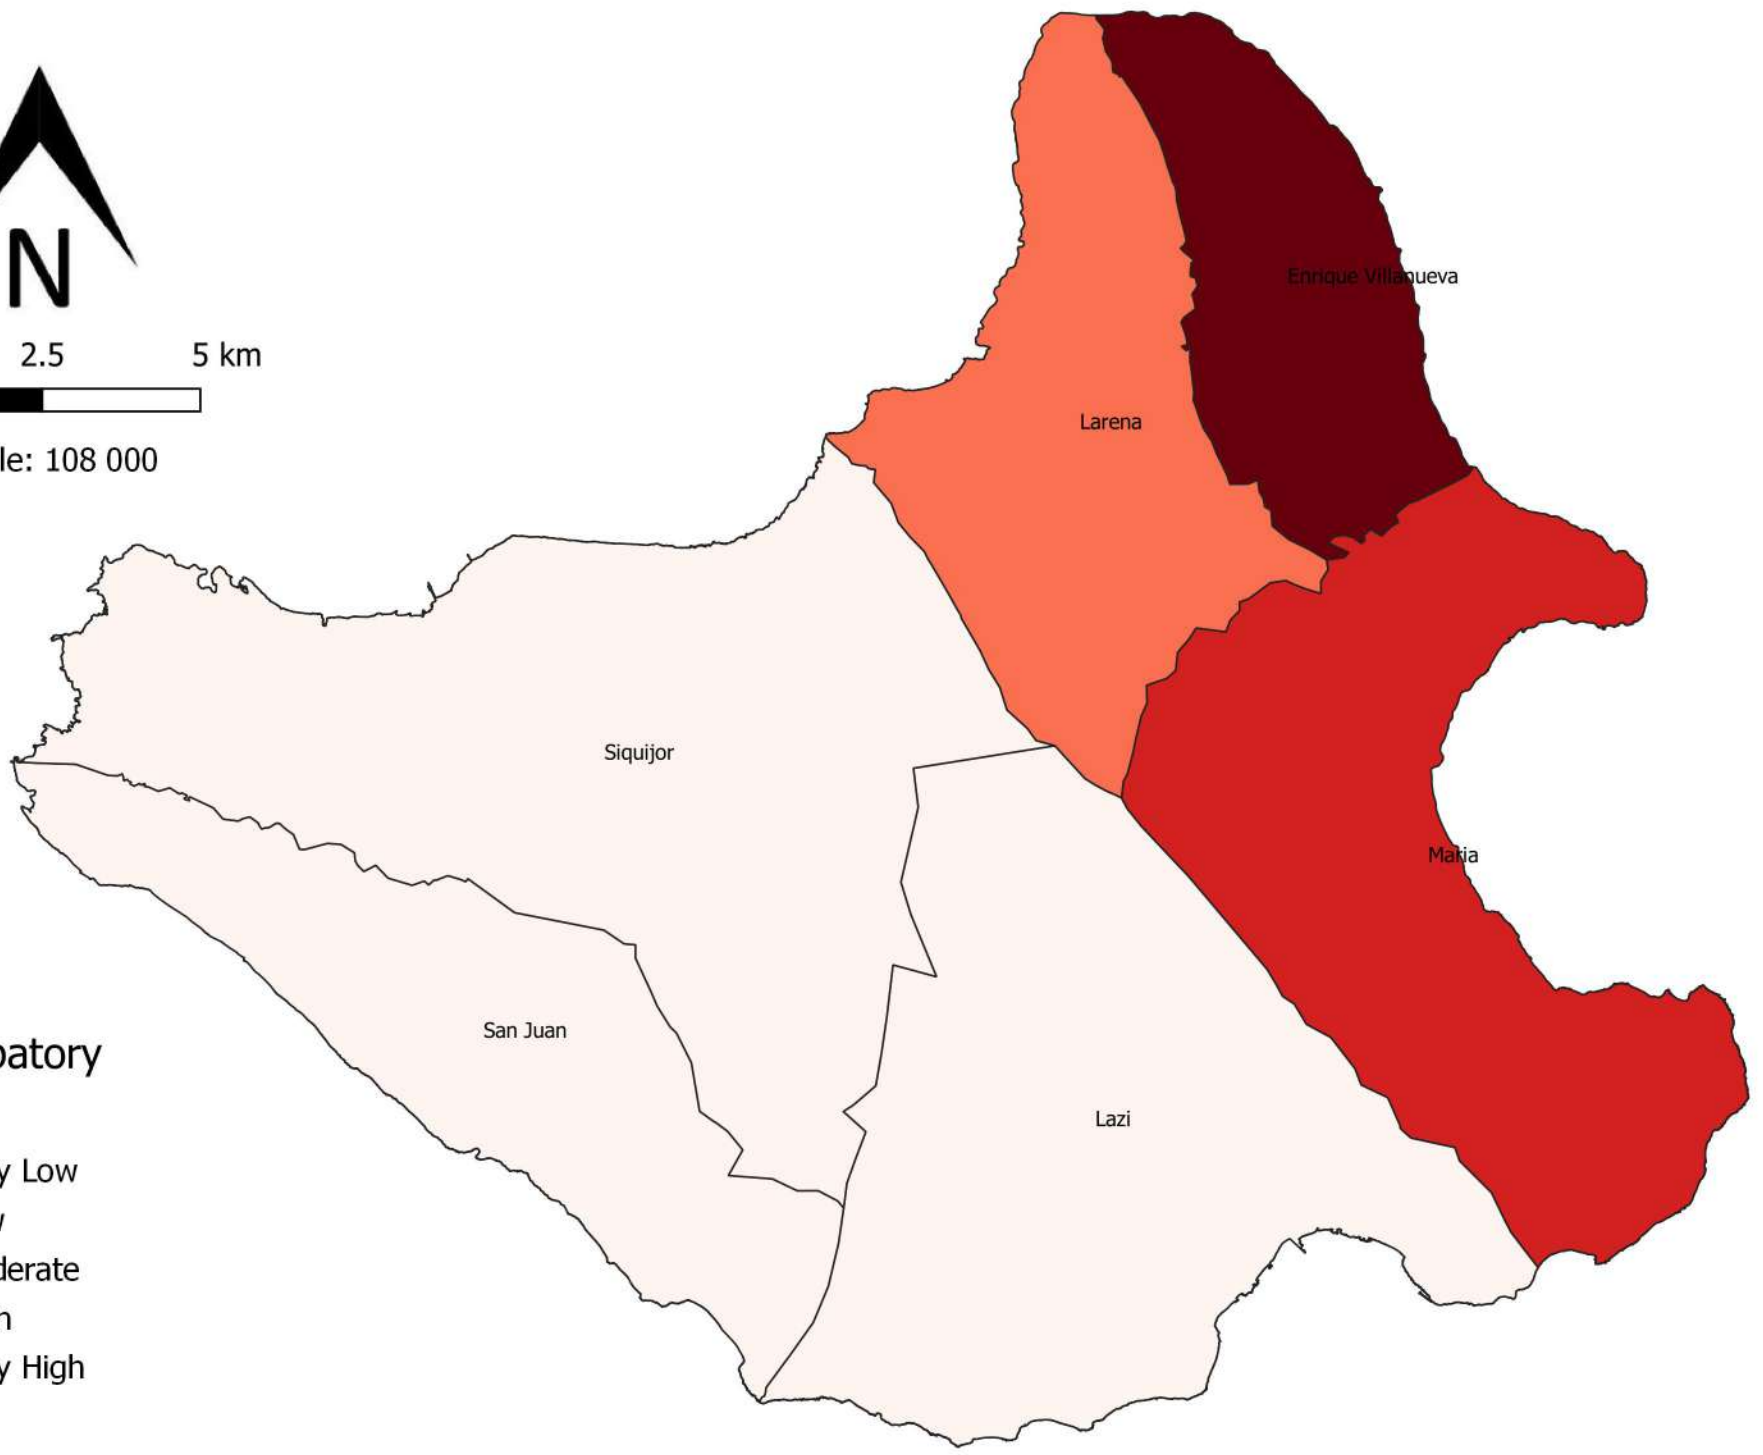 N
2.5 5 km
le: 108 000
Enrique Villanueva
Larena
Siquijor
Maria
San Juan
Lazi
patory
y Low
derate
y High